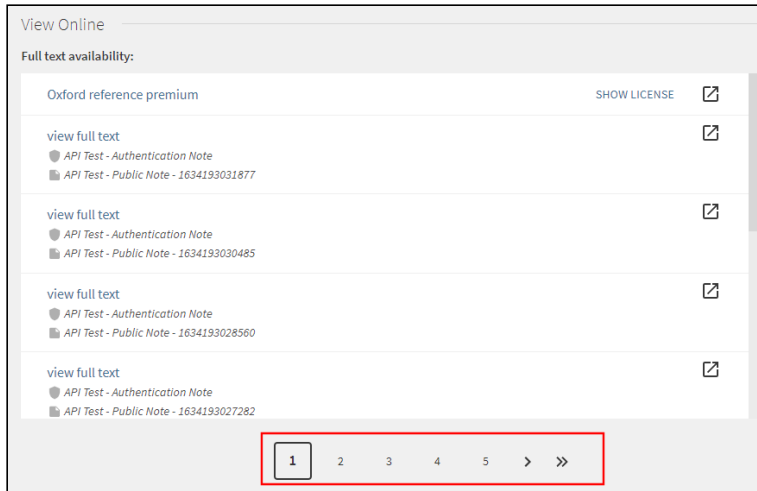 View Online
Full text availability:
Oxford reference premium SHOW LICENSE
view full text
API Test - Authentication Note
API Test - Public Note - 1634193031877
view full text
API Test - Authentication Note
API Test - Public Note - 1634193030485
view full text
API Test - Authentication Note
API Test - Public Note - 1634193028560
view full text
API Test - Authentication Note
API Test - Public Note - 1634193027282
1 2 3 4 5 > >>